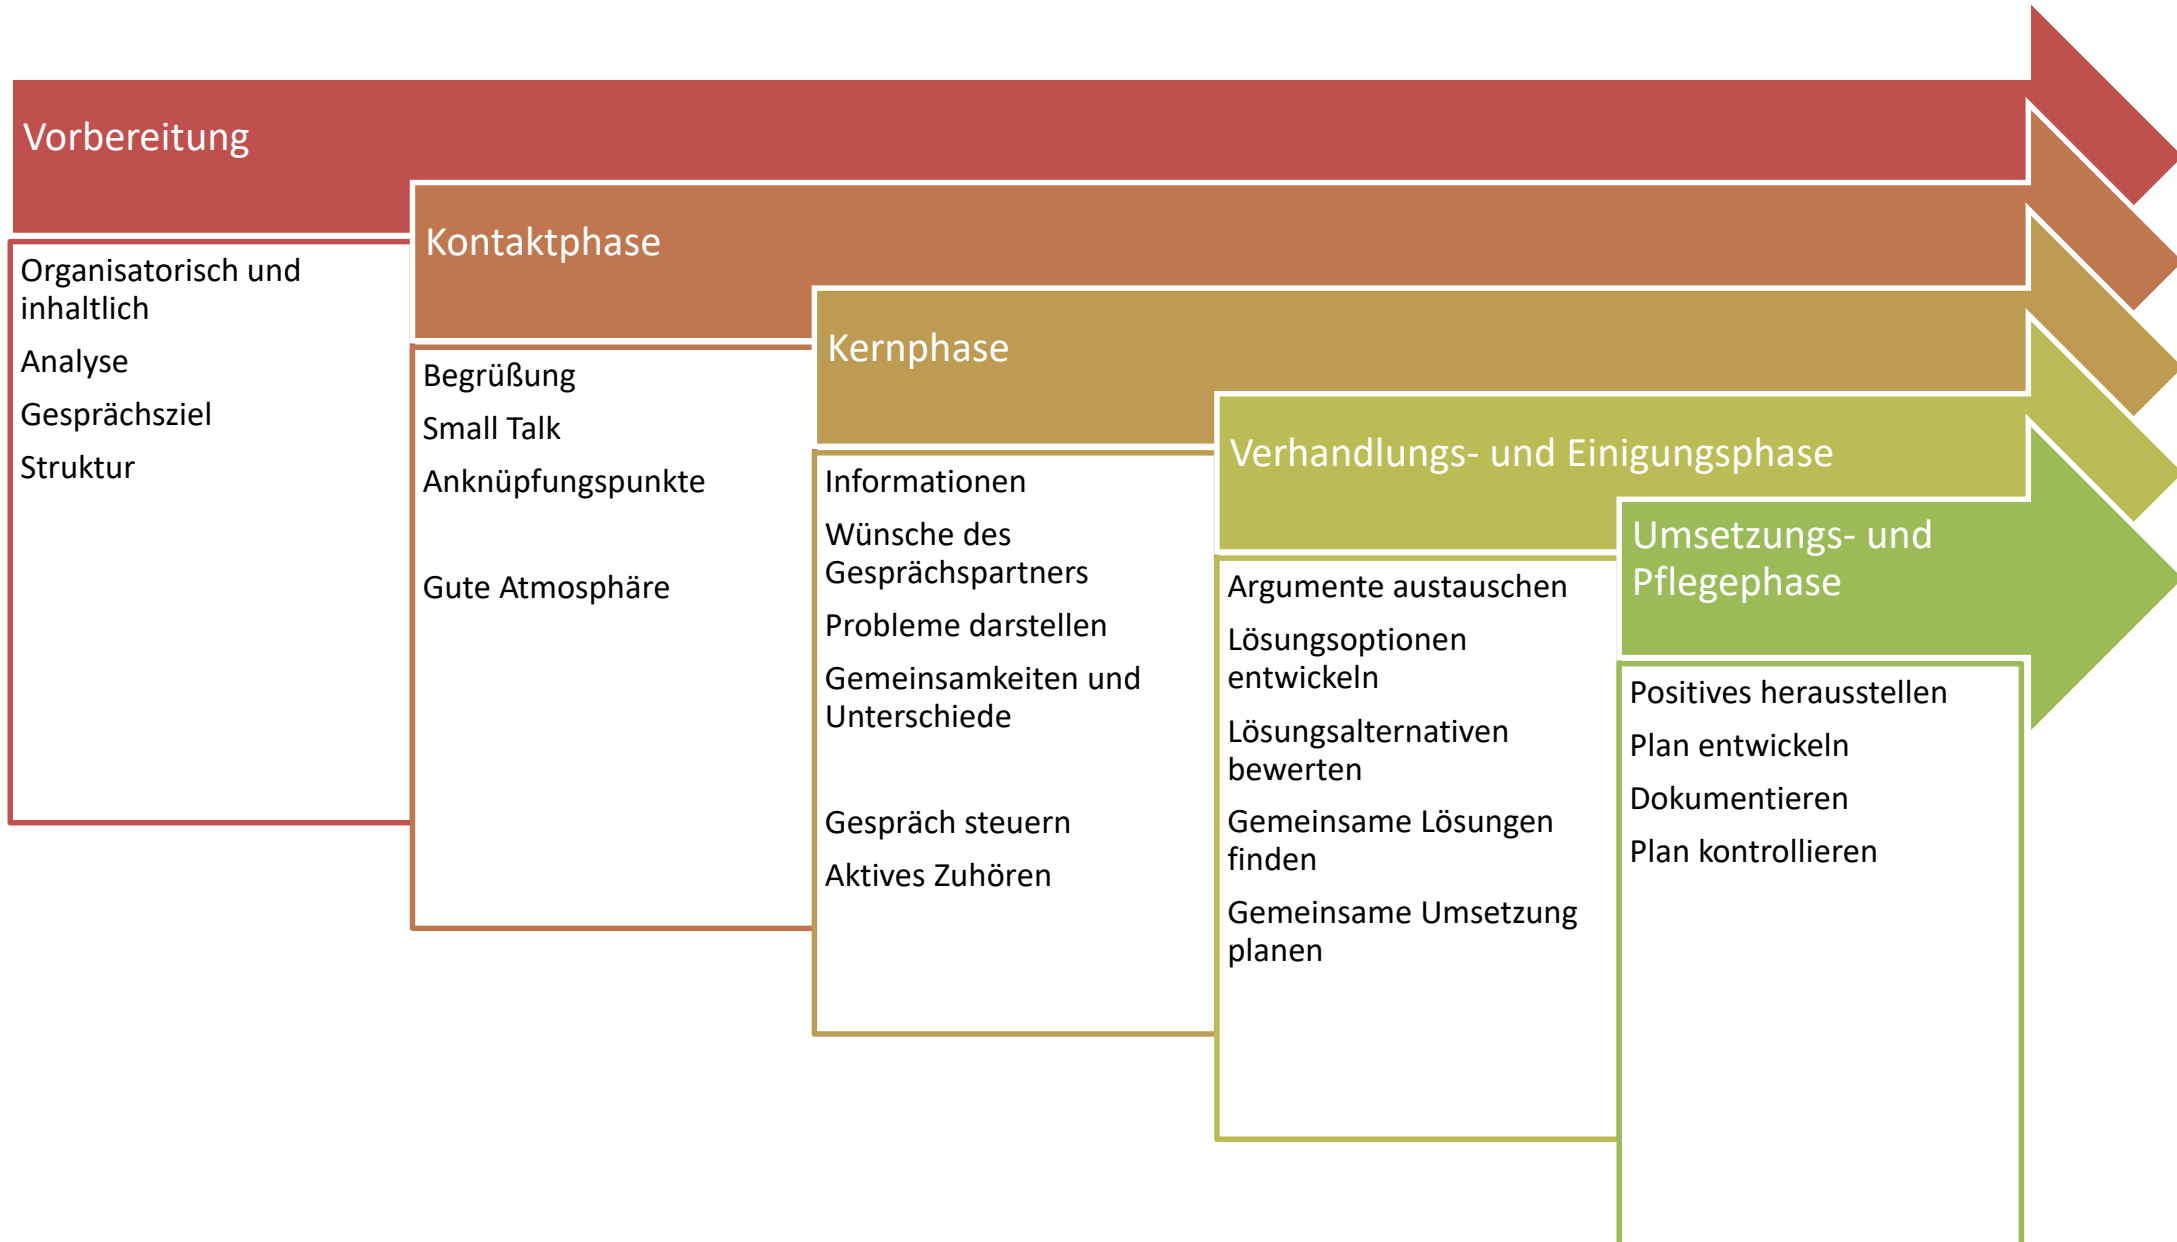 Vorbereitung
Organisatorisch und
inhaltlich
Analyse
Gesprächsziel
Struktur
Kontaktphase
Begrüßung
Small Talk
Anknüpfungspunkte
Gute Atmosphäre
Kernphase
Informationen
Wünsche des
Gesprächspartners
Probleme darstellen
Gemeinsamkeiten und
Unterschiede
Gespräch steuern
Aktives Zuhören
Verhandlungs- und Einigungsphase
Argumente austauschen
Lösungsoptionen
entwickeln
Lösungsalternativen
bewerten
Gemeinsame Lösungen
finden
Gemeinsame Umsetzung
planen
Umsetzungs- und
Pflegephase
Positives herausstellen
Plan entwickeln
Dokumentieren
Plan kontrollieren